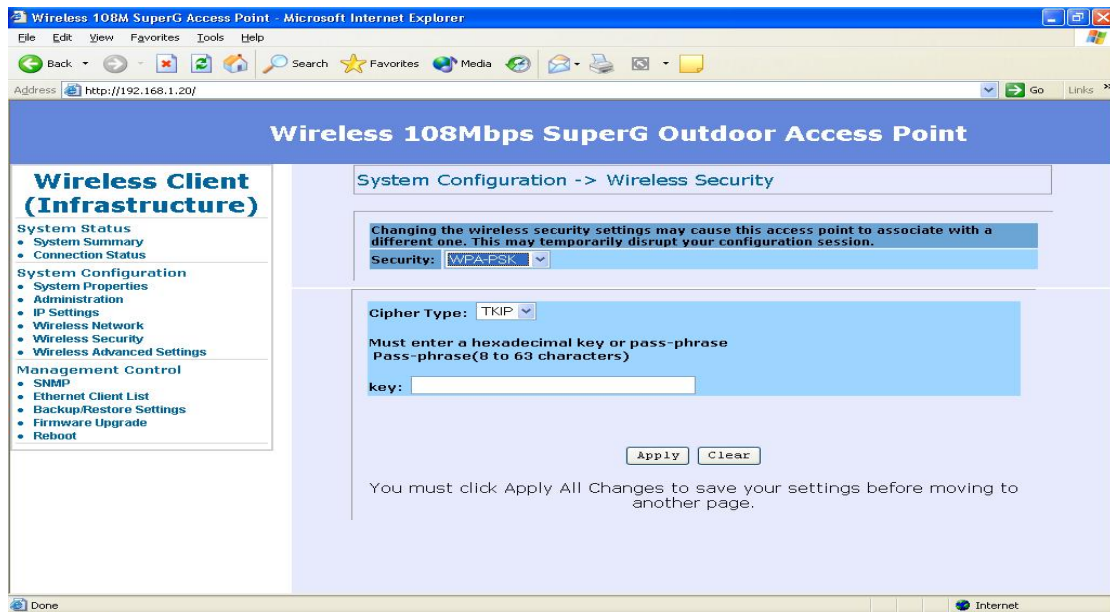 Wireless 108M SuperG Access Point - Microsoft Internet Explorer
File Edit View Favorites Tools Help
Back Search Favorites Media
Address http://192.168.1.20/ Go Links »
Wireless 108Mbps SuperG Outdoor Access Point
Wireless Client
(Infrastructure)
System Status
• System Summary
• Connection Status
System Configuration
• System Properties
• Administration
• IP Settings
• Wireless Network
• Wireless Security
• Wireless Advanced Settings
Management Control
• SNMP
• Ethernet Client List
• Backup/Restore Settings
• Firmware Upgrade
• Reboot
System Configuration -> Wireless Security
Changing the wireless security settings may cause this access point to associate with a
different one. This may temporarily disrupt your configuration session.
Security: WPA-PSK
Cipher Type: TKIP
Must enter a hexadecimal key or pass-phrase
Pass-phrase(8 to 63 characters)
key:
Apply Clear
You must click Apply All Changes to save your settings before moving to
another page.
Done Internet